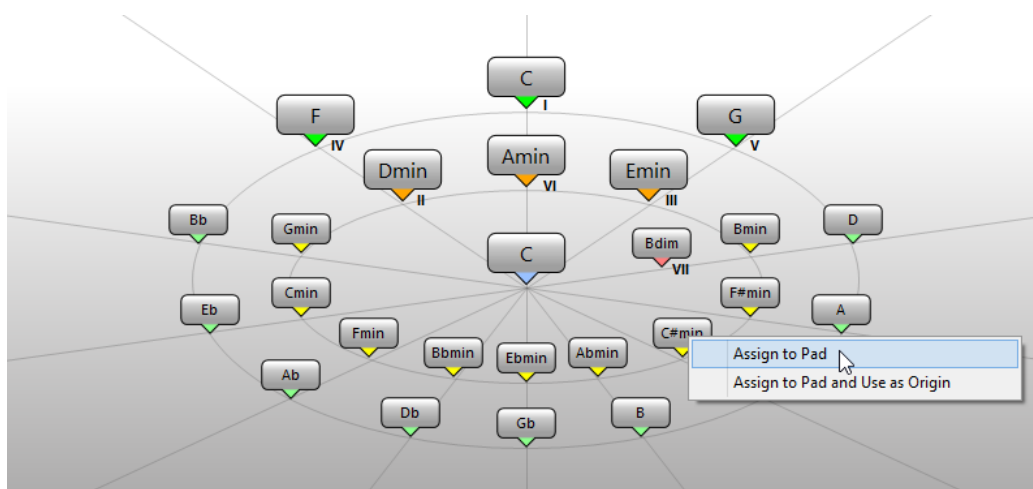 C
I
F
IV
G
V
Amin
VI
Dmin
II
Emin
III
Bb
Gmin
Bmin
D
Bdim
VII
C
Eb
Cmin
F#min
A
Fmin
C#min
Bbmin
Ebmin
Abmin
Assign to Pad
Assign to Pad and Use as Origin
Ab
Db
Gb
B